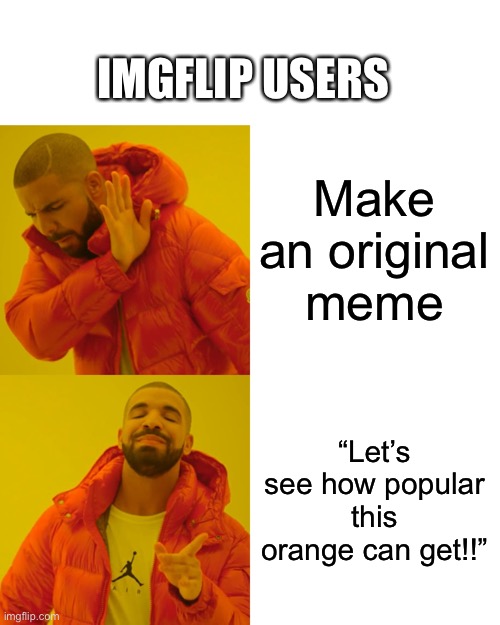 IMGFLIP USERS
Make
an original
meme
“Let’s
see how popular
this
orange can get!!”
imgflip.com